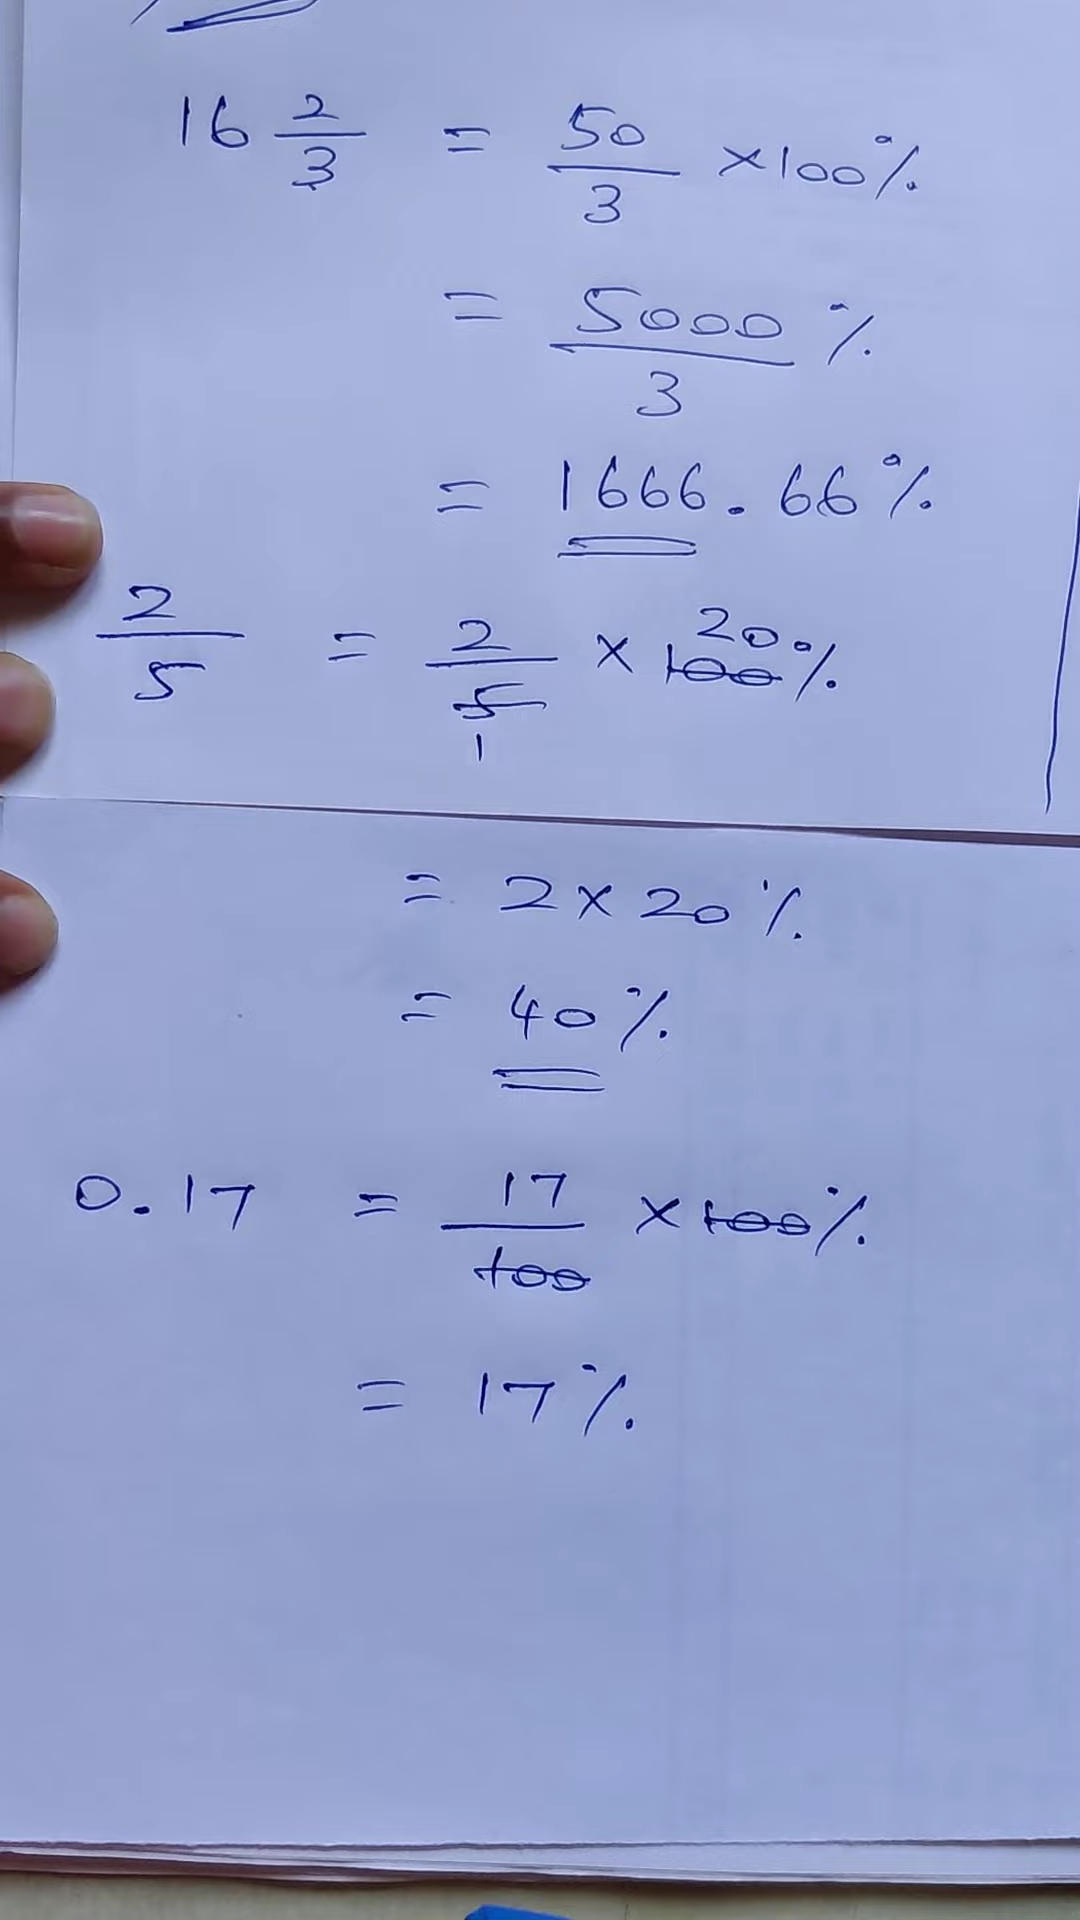 16 2/3 = 50/3 ×100%
= 5000/3 %
= 1666.66%
2/5 = 2/5 × 100% 20 1
= 2 × 20%
= 40%
0.17 = 17/100 × 100%
= 17%